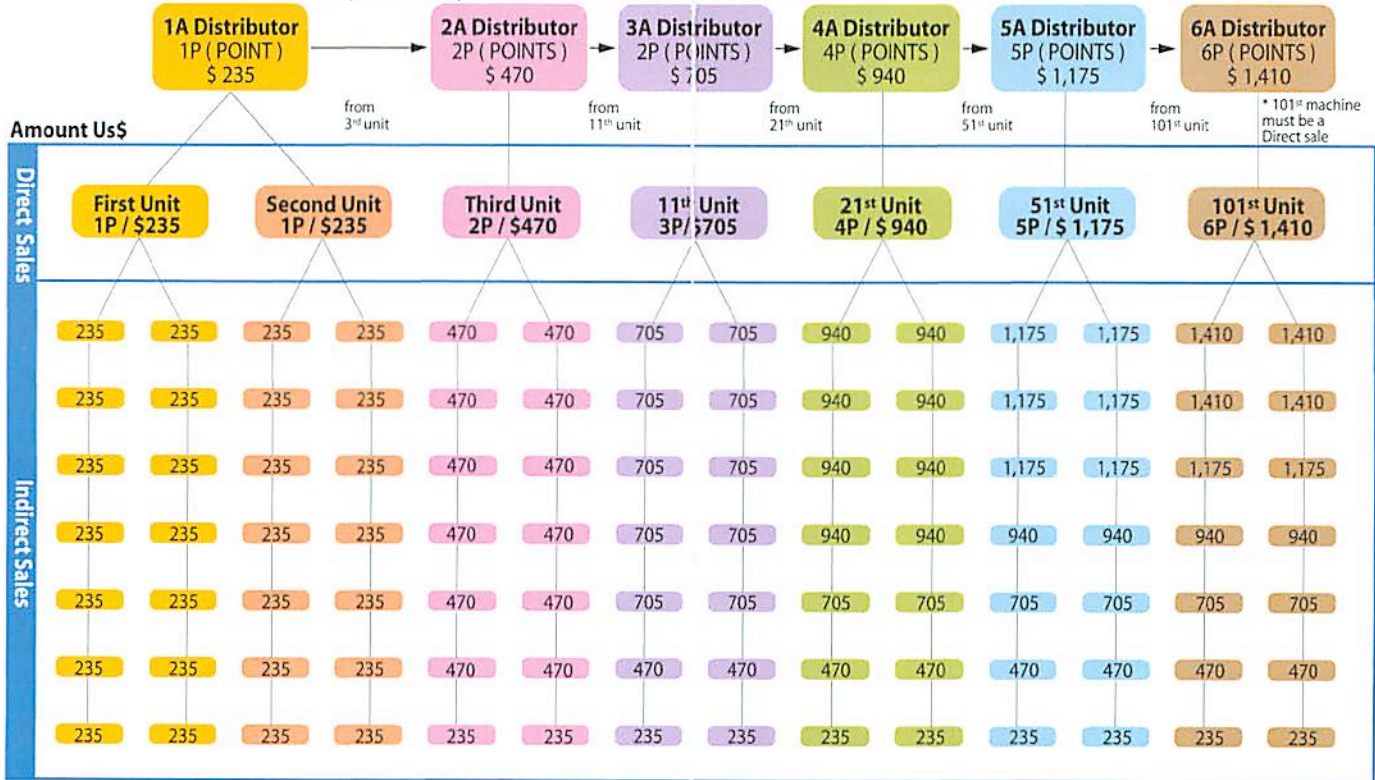 1A Distributor
1P ( POINT )
$ 235
2A Distributor
2P ( POINTS )
$ 470
3A Distributor
2P ( POINTS )
$ 705
4A Distributor
4P ( POINTS )
$ 940
5A Distributor
5P ( POINTS )
$ 1,175
6A Distributor
6P ( POINTS )
$ 1,410
Amount Us$
from
3rd unit
from
11th unit
from
21th unit
from
51st unit
from
101st unit
* 101st machine
must be a
Direct sale
Direct Sales
First Unit
1P / $235
Second Unit
1P / $235
Third Unit
2P / $470
11th Unit
3P/$705
21st Unit
4P / $ 940
51st Unit
5P / $ 1,175
101st Unit
6P / $ 1,410
Indirect Sales
235 235 235 235 470 470 705 705 940 940 1,175 1,175 1,410 1,410
235 235 235 235 470 470 705 705 940 940 1,175 1,175 1,410 1,410
235 235 235 235 470 470 705 705 940 940 1,175 1,175 1,175 1,175
235 235 235 235 470 470 705 705 940 940 940 940 940 940
235 235 235 235 470 470 705 705 705 705 705 705 705 705
235 235 235 235 470 470 470 470 470 470 470 470 470 470
235 235 235 235 235 235 235 235 235 235 235 235 235 235